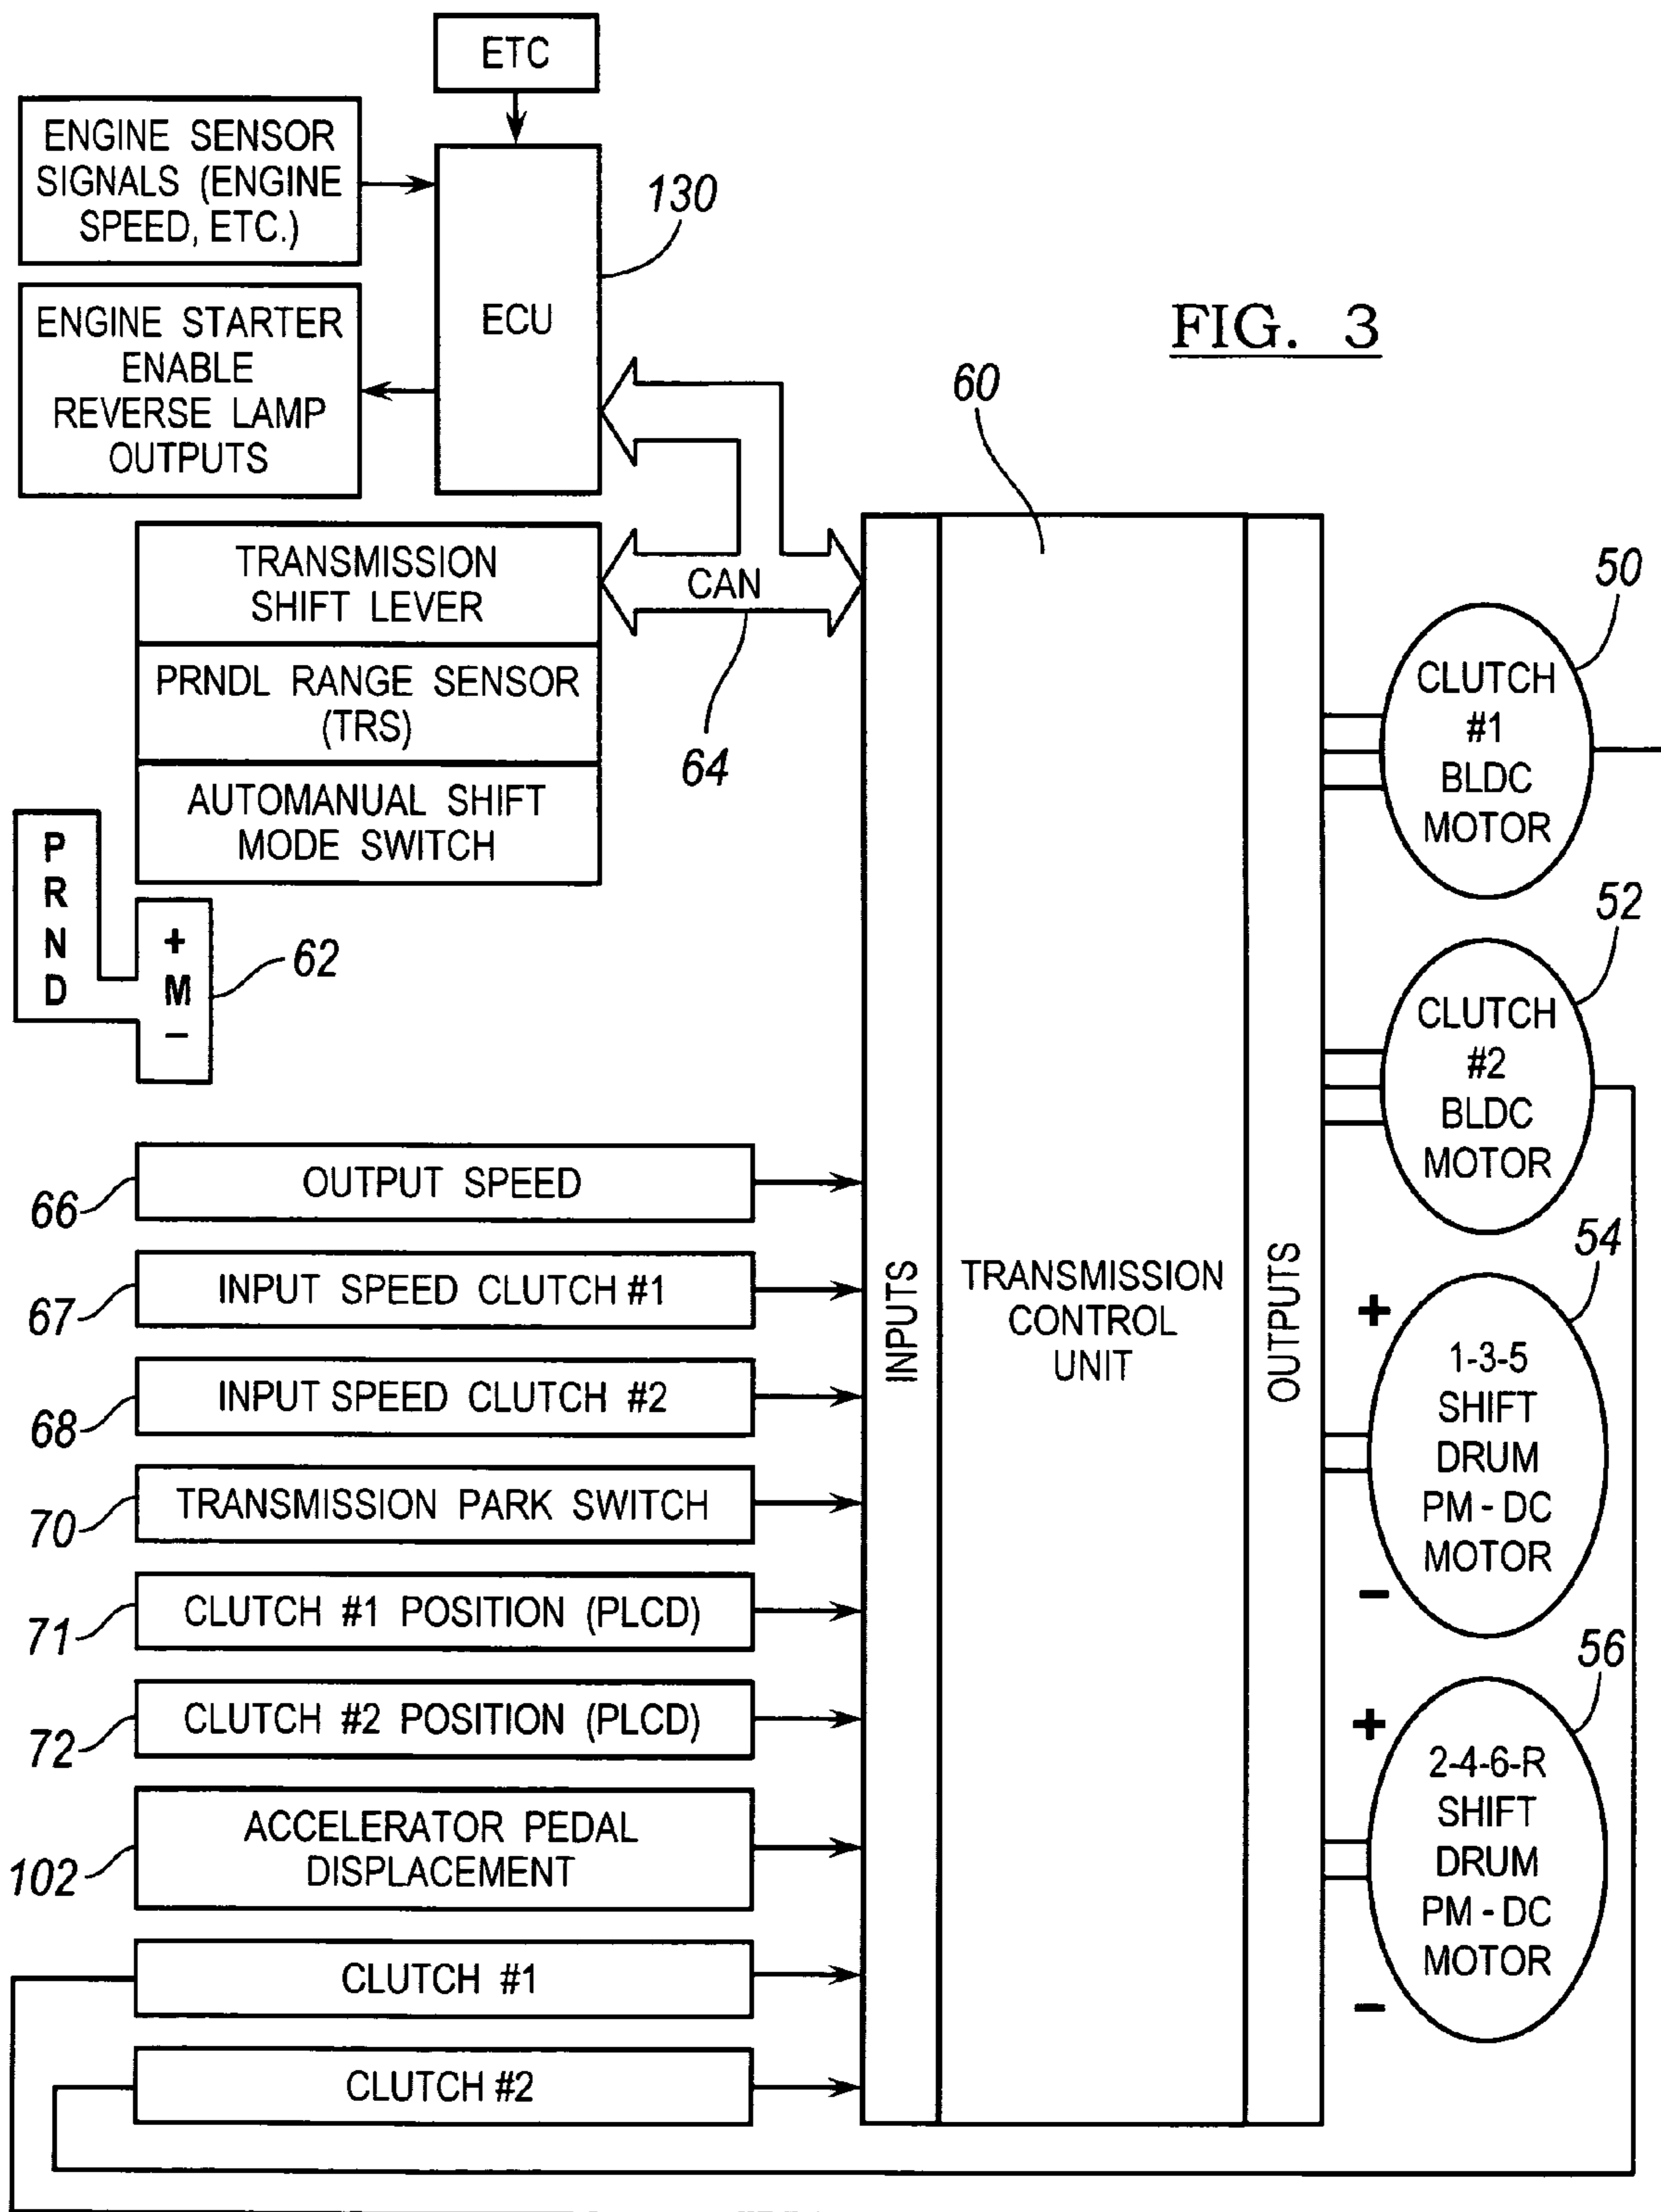 ETC
ENGINE SENSOR
SIGNALS (ENGINE
SPEED, ETC.)
130
ECU
ENGINE STARTER
ENABLE
REVERSE LAMP
OUTPUTS
FIG. 3
60
TRANSMISSION
SHIFT LEVER
CAN
64
PRNDL RANGE SENSOR
(TRS)
AUTOMANUAL SHIFT
MODE SWITCH
P
R
N
D
+
M
−
62
66
OUTPUT SPEED
67
INPUT SPEED CLUTCH #1
68
INPUT SPEED CLUTCH #2
70
TRANSMISSION PARK SWITCH
71
CLUTCH #1 POSITION (PLCD)
72
CLUTCH #2 POSITION (PLCD)
102
ACCELERATOR PEDAL
DISPLACEMENT
CLUTCH #1
CLUTCH #2
INPUTS
TRANSMISSION
CONTROL
UNIT
OUTPUTS
50
CLUTCH
#1
BLDC
MOTOR
52
CLUTCH
#2
BLDC
MOTOR
54
+
1-3-5
SHIFT
DRUM
PM - DC
MOTOR
−
56
+
2-4-6-R
SHIFT
DRUM
PM - DC
MOTOR
−